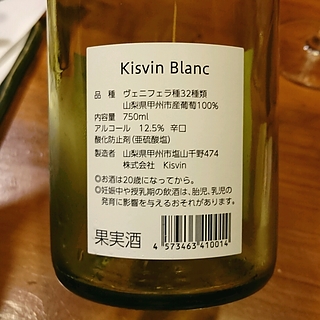 Kisvin Blanc
品 種 ヴェニフェラ種32種類
山梨県甲州市産葡萄100%
内容量 750ml
アルコール 12.5% 辛口
酸化防止剤(亜硫酸塩)
製造者 山梨県甲州市塩山千野474
株式会社 Kisvin
◎お酒は20歳になってから。
◎妊娠中や授乳期の飲酒は、胎児、乳児の
発育に影響を与えるおそれがあります。
果実酒
4 573463 410014